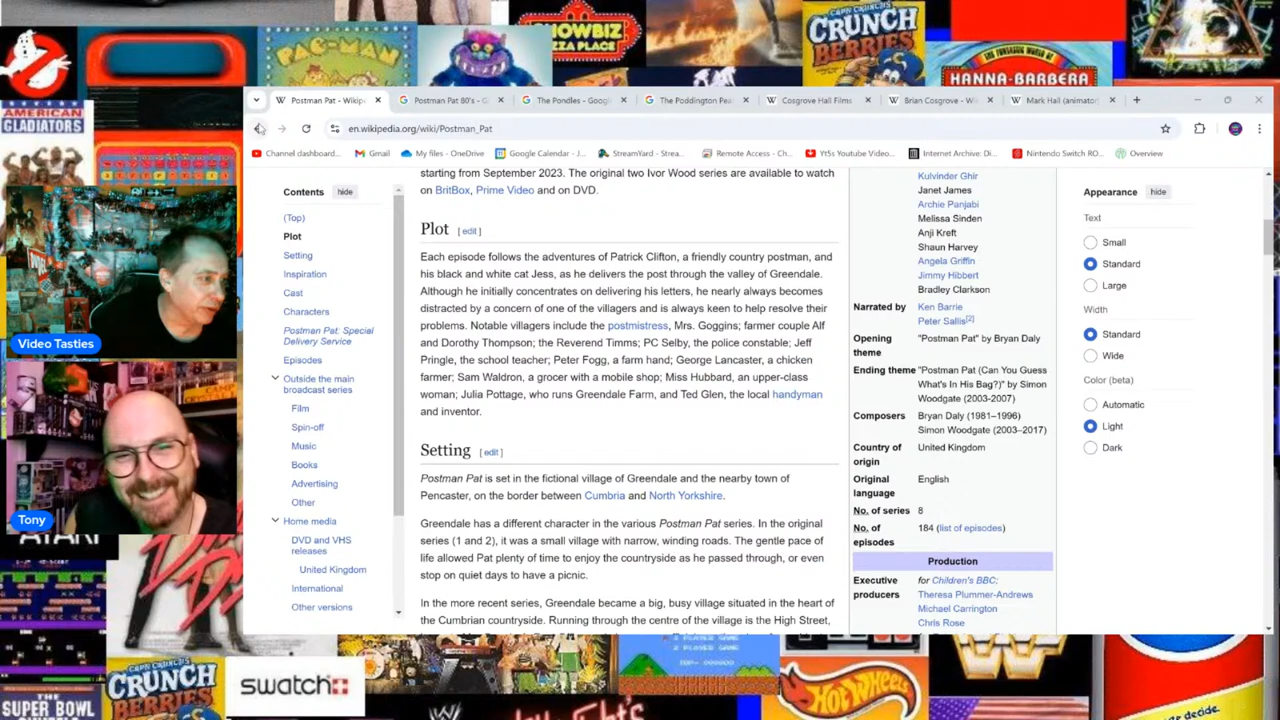 SHOWBIZ
PIZZA PLACE
PAC-MAN
CRUNCH
BERRIES
THE FUNTASTIC WORLD OF
HANNA-BARBERA
AMERICAN
GLADIATORS
Postman Pat - Wikip
Postman Pat 80's - G
The Pondles - Googl
The Poddington Pea
Cosgrove Hall Films
Brian Cosgrove - Wi
Mark Hall (animator
en.wikipedia.org/wiki/Postman_Pat
Channel dashboard...
Gmail
My files - OneDrive
Google Calendar - J...
StreamYard - Strea...
Remote Access - Ch...
Yt5s Youtube Video...
Internet Archive: Di...
Nintendo Switch RO...
Overview
Contents
hide
(Top)
Plot
Setting
Inspiration
Cast
Characters
Postman Pat: Special
Delivery Service
Episodes
Outside the main
broadcast series
Film
Spin-off
Music
Books
Advertising
Other
Home media
DVD and VHS
releases
United Kingdom
International
Other versions
starting from September 2023. The original two Ivor Wood series are available to watch
on BritBox, Prime Video and on DVD.
Plot [ edit ]
Each episode follows the adventures of Patrick Clifton, a friendly country postman, and
his black and white cat Jess, as he delivers the post through the valley of Greendale.
Although he initially concentrates on delivering his letters, he nearly always becomes
distracted by a concern of one of the villagers and is always keen to help resolve their
problems. Notable villagers include the postmistress, Mrs. Goggins; farmer couple Alf
and Dorothy Thompson; the Reverend Timms; PC Selby, the police constable; Jeff
Pringle, the school teacher; Peter Fogg, a farm hand; George Lancaster, a chicken
farmer; Sam Waldron, a grocer with a mobile shop; Miss Hubbard, an upper-class
woman; Julia Pottage, who runs Greendale Farm, and Ted Glen, the local handyman
and inventor.
Setting [ edit ]
Postman Pat is set in the fictional village of Greendale and the nearby town of
Pencaster, on the border between Cumbria and North Yorkshire.
Greendale has a different character in the various Postman Pat series. In the original
series (1 and 2), it was a small village with narrow, winding roads. The gentle pace of
life allowed Pat plenty of time to enjoy the countryside as he passed through, or even
stop on quiet days to have a picnic.
In the more recent series, Greendale became a big, busy village situated in the heart of
the Cumbrian countryside. Running through the centre of the village is the High Street,
Kulvinder Ghir
Janet James
Archie Panjabi
Melissa Sinden
Anji Kreft
Shaun Harvey
Angela Griffin
Jimmy Hibbert
Bradley Clarkson
Narrated by Ken Barrie
Peter Sallis[2]
Opening "Postman Pat" by Bryan Daly
theme
Ending theme "Postman Pat (Can You Guess
What's In His Bag?)" by Simon
Woodgate (2003-2007)
Composers Bryan Daly (1981–1996)
Simon Woodgate (2003–2017)
Country of United Kingdom
origin
Original English
language
No. of series 8
No. of 184 (list of episodes)
episodes
Production
Executive for Children's BBC:
producers Theresa Plummer-Andrews
Michael Carrington
Chris Rose
Appearance
hide
Text
Small
Standard
Large
Width
Standard
Wide
Color (beta)
Automatic
Light
Dark
Video Tasties
Tony
ATARI
CAP'N CRUNCH'S
CRUNCH
BERRIES
swatch
THE
SUPER BOWL
1 PLAYER GAME
2 PLAYER GAME
TOP- 000000
HOT WHEELS